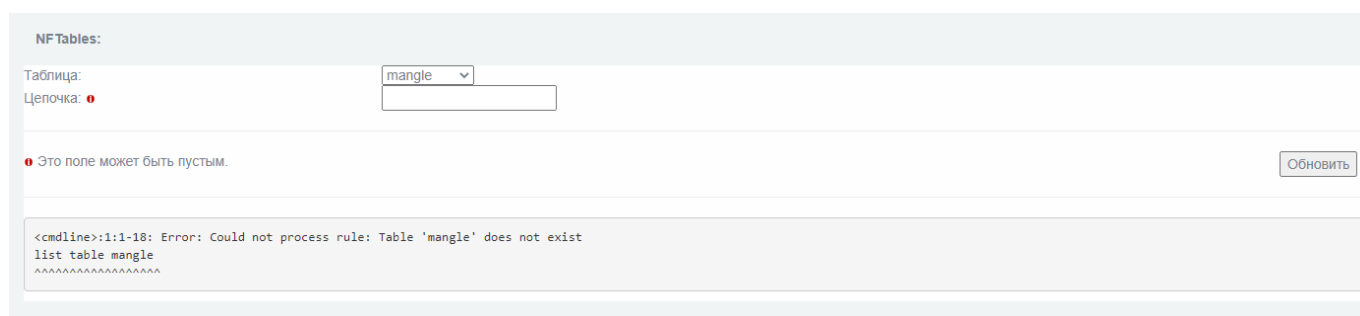 NFTables:
Таблица: mangle
Цепочка:
Это поле может быть пустым.
Обновить
<cmdline>:1:1-18: Error: Could not process rule: Table 'mangle' does not exist
list table mangle
^^^^^^^^^^^^^^^^^^